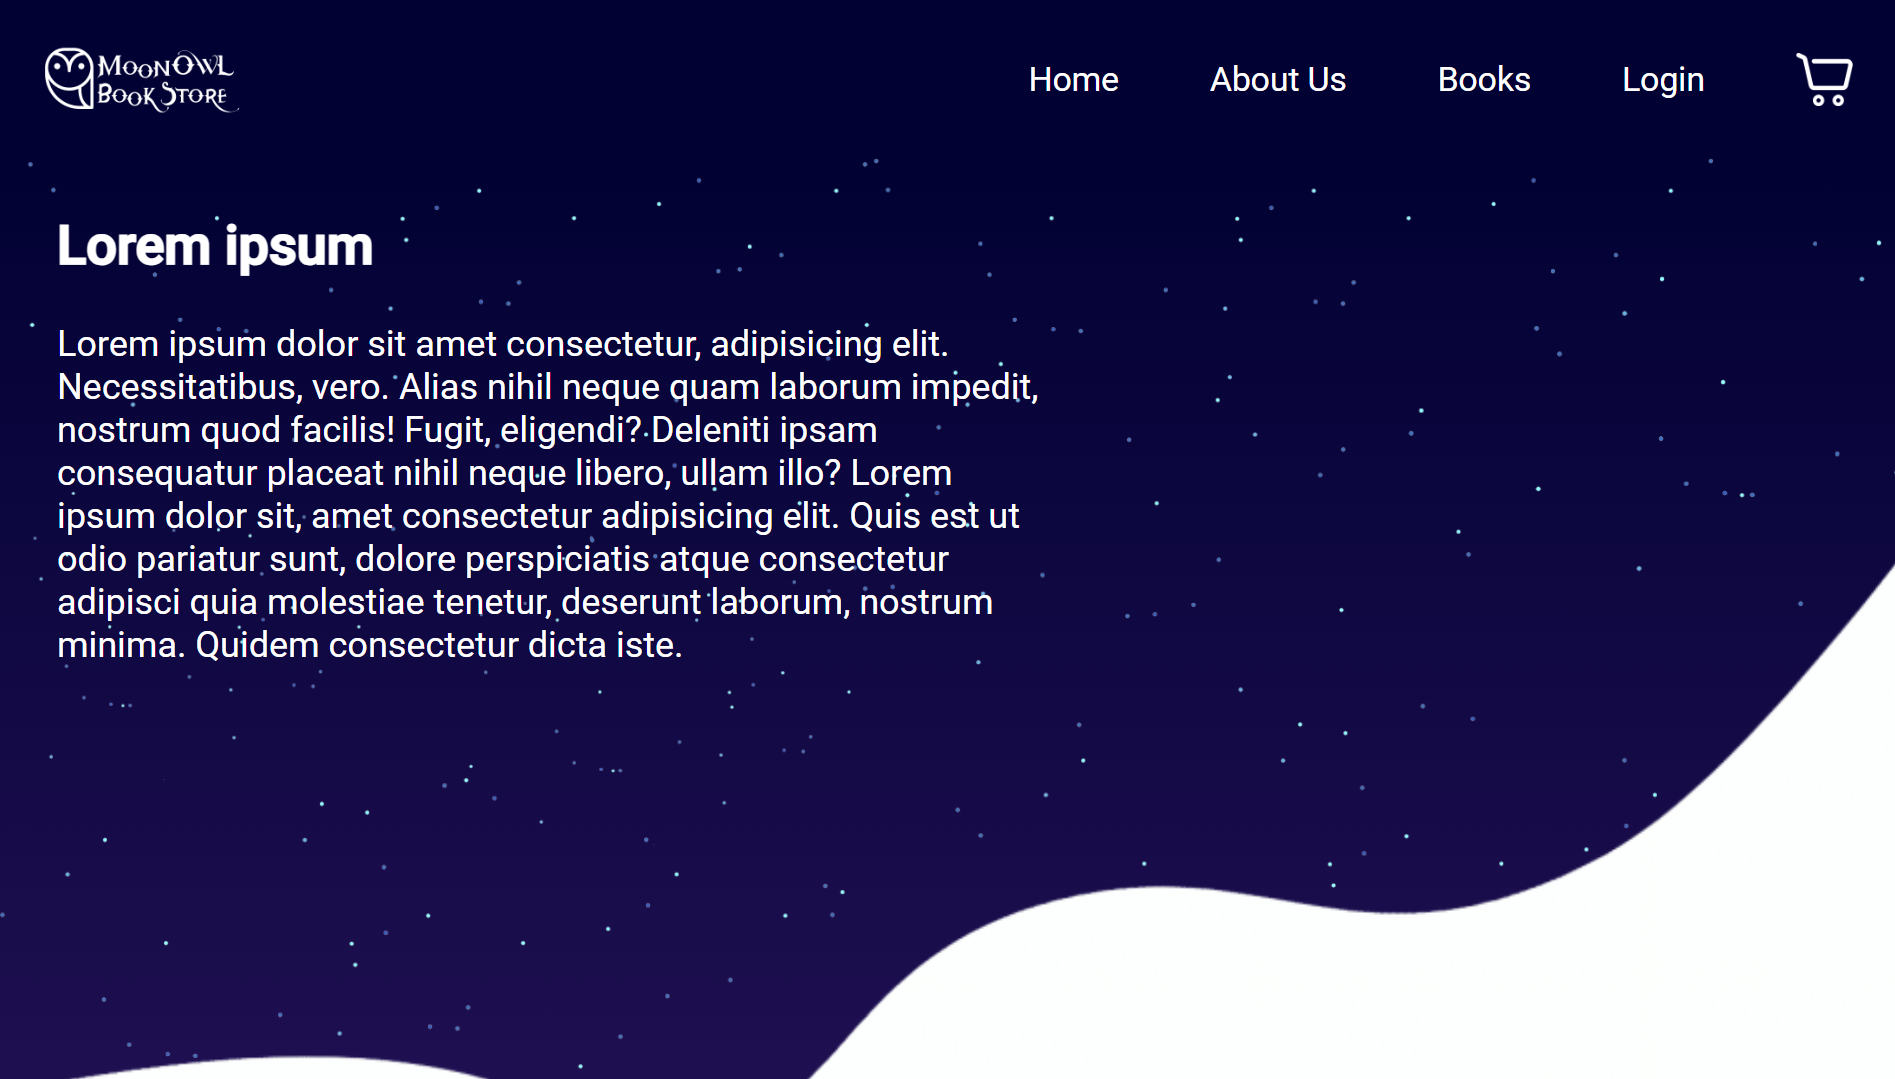 MoonOwl
Book Store
Home
About Us
Books
Login
Lorem ipsum
Lorem ipsum dolor sit amet consectetur, adipisicing elit.
Necessitatibus, vero. Alias nihil neque quam laborum impedit,
nostrum quod facilis! Fugit, eligendi? Deleniti ipsam
consequatur placeat nihil neque libero, ullam illo? Lorem
ipsum dolor sit, amet consectetur adipisicing elit. Quis est ut
odio pariatur sunt, dolore perspiciatis atque consectetur
adipisci quia molestiae tenetur, deserunt laborum, nostrum
minima. Quidem consectetur dicta iste.